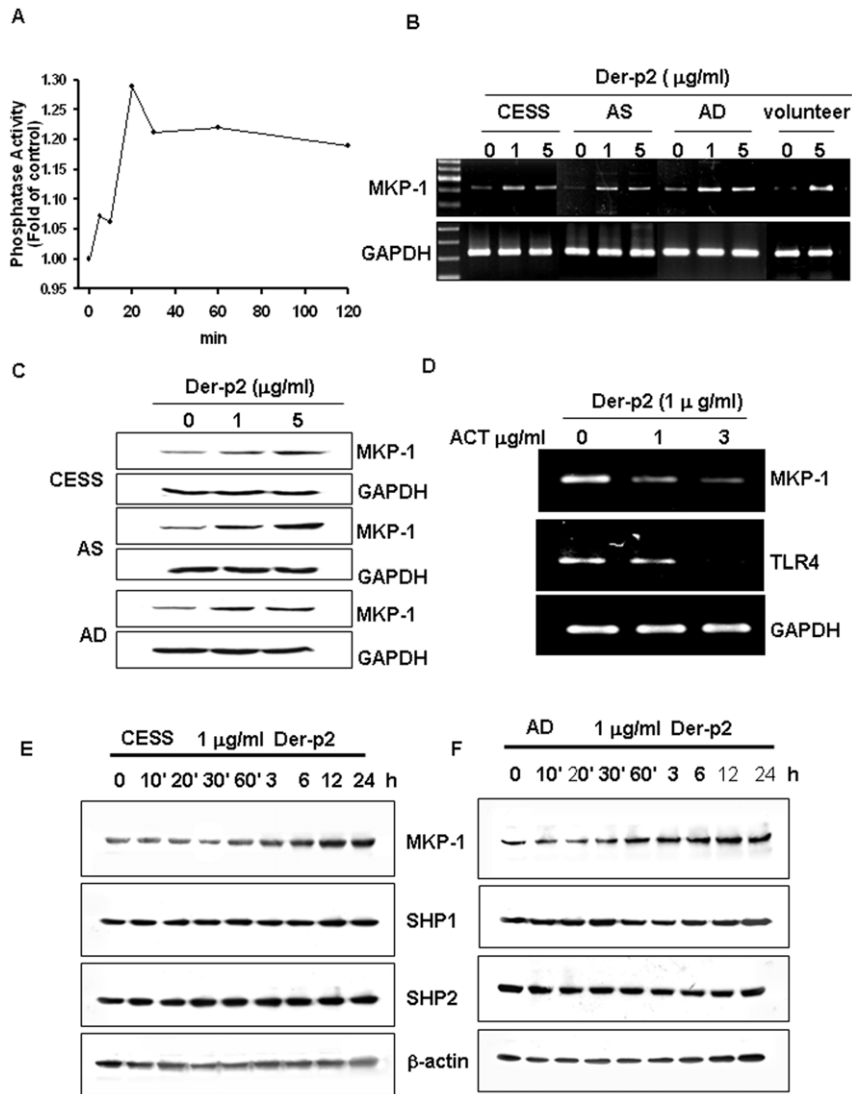 A
Phosphatase Activity
(Fold of control)
1.30
1.25
1.20
1.15
1.10
1.05
1.00
0.95
0 20 40 60 80 100 120
min
B
Der-p2 ( μg/ml)
CESS AS AD volunteer
0 1 5 0 1 5 0 1 5 0 5
MKP-1
GAPDH
C
Der-p2 (μg/ml)
0 1 5
CESS
MKP-1
GAPDH
AS
MKP-1
GAPDH
AD
MKP-1
GAPDH
D
Der-p2 (1 μ g/ml)
ACT μg/ml 0 1 3
MKP-1
TLR4
GAPDH
E
CESS 1 μg/ml Der-p2
0 10' 20' 30' 60' 3 6 12 24 h
MKP-1
SHP1
SHP2
β-actin
F
AD 1 μg/ml Der-p2
0 10' 20' 30' 60' 3 6 12 24 h